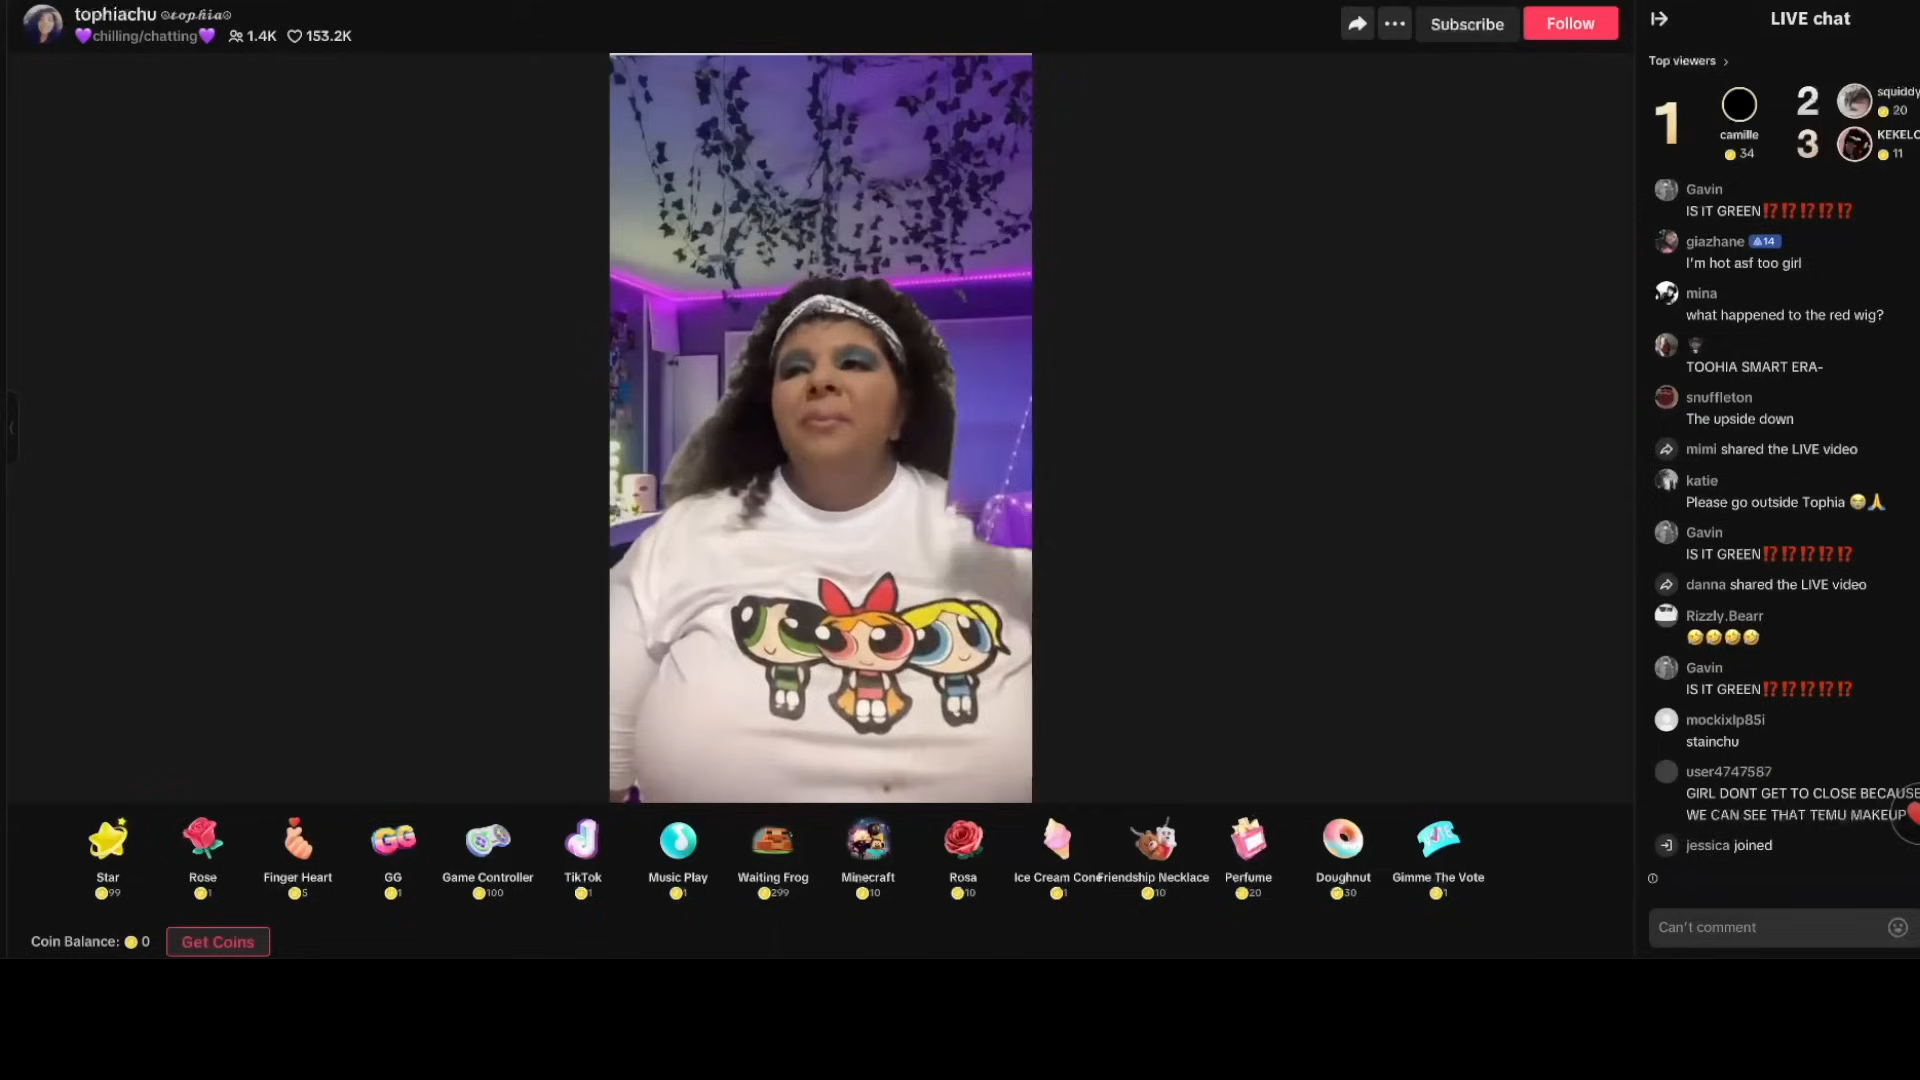 tophiachu ☺𝓽𝓸𝓹𝓱𝓲𝓪☺
💜chilling/chatting💜 1.4K 153.2K
Subscribe
Follow
LIVE chat
Top viewers
1
camille
34
2
squiddy
20
3
KEKELO
11
Gavin
IS IT GREEN⁉️⁉️⁉️⁉️⁉️
giazhane 14
I'm hot asf too girl
mina
what happened to the red wig?
TOOHIA SMART ERA-
snuffleton
The upside down
mimi shared the LIVE video
katie
Please go outside Tophia 😭🙏
Gavin
IS IT GREEN⁉️⁉️⁉️⁉️⁉️
danna shared the LIVE video
Rizzly.Bearr
🤣🤣🤣🤣
Gavin
IS IT GREEN⁉️⁉️⁉️⁉️⁉️
mockixlp85i
stainchu
user4747587
GIRL DONT GET TO CLOSE BECAUSE
WE CAN SEE THAT TEMU MAKEUP
jessica joined
Can't comment
GG
Star Rose Finger Heart GG Game Controller TikTok Music Play Waiting Frog Minecraft Rosa Ice Cream Cone Friendship Necklace Perfume Doughnut Gimme The Vote
99 1 5 1 100 1 1 299 10 10 1 10 20 30 1
Coin Balance: 0 Get Coins